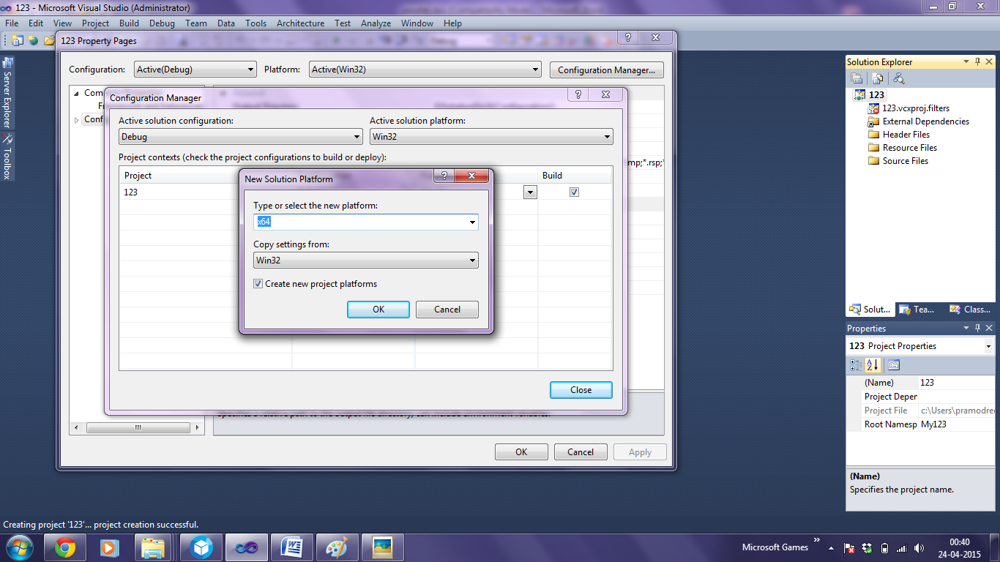 123 - Microsoft Visual Studio (Administrator)
File Edit View Project Build Debug Team Data Tools Architecture Test Analyze Window Help
123 Property Pages
Configuration: Active(Debug) Platform: Active(Win32) Configuration Manager...
Configuration Manager
Active solution configuration: Active solution platform:
Debug Win32
Project contexts (check the project configurations to build or deploy):
Project Build
123
New Solution Platform
Type or select the new platform:
x64
Copy settings from:
Win32
Create new project platforms
OK Cancel
Close
OK Cancel Apply
Server Explorer
Toolbox
Solution Explorer
123
123.vcxproj.filters
External Dependencies
Header Files
Resource Files
Source Files
Solut... Tea... Class...
Properties
123 Project Properties
(Name) 123
Project Deper
Project File c:\Users\pramodre
Root Namesp My123
(Name)
Specifies the project name.
Creating project '123'... project creation successful.
Microsoft Games
00:40
24-04-2015